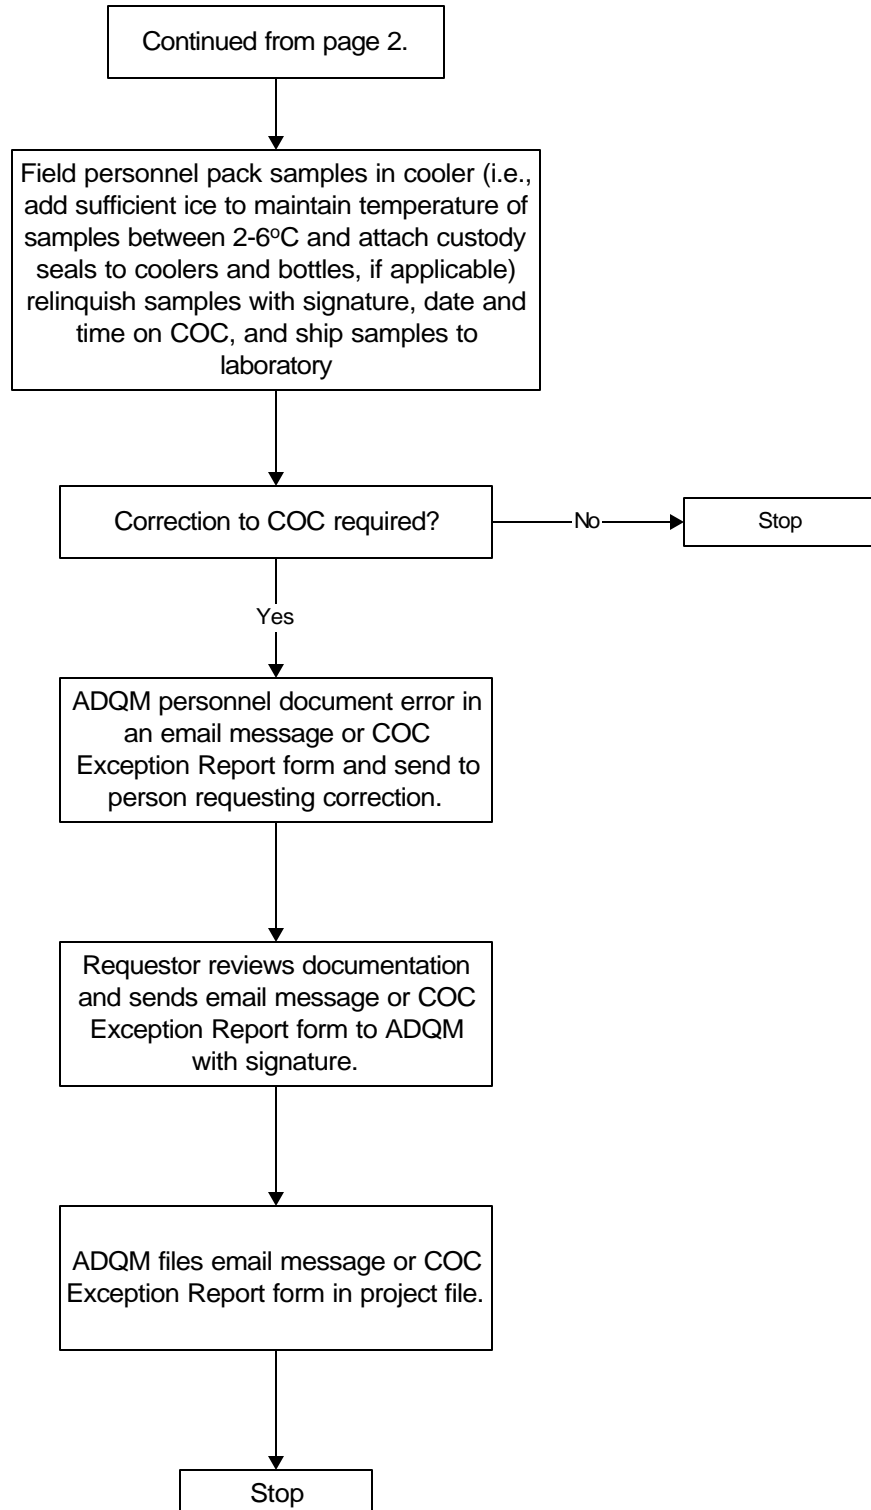 Continued from page 2.
Field personnel pack samples in cooler (i.e.,
add sufficient ice to maintain temperature of
samples between 2-6°C and attach custody
seals to coolers and bottles, if applicable)
relinquish samples with signature, date and
time on COC, and ship samples to
laboratory
Correction to COC required?
No
Stop
Yes
ADQM personnel document error in
an email message or COC
Exception Report form and send to
person requesting correction.
Requestor reviews documentation
and sends email message or COC
Exception Report form to ADQM
with signature.
ADQM files email message or COC
Exception Report form in project file.
Stop